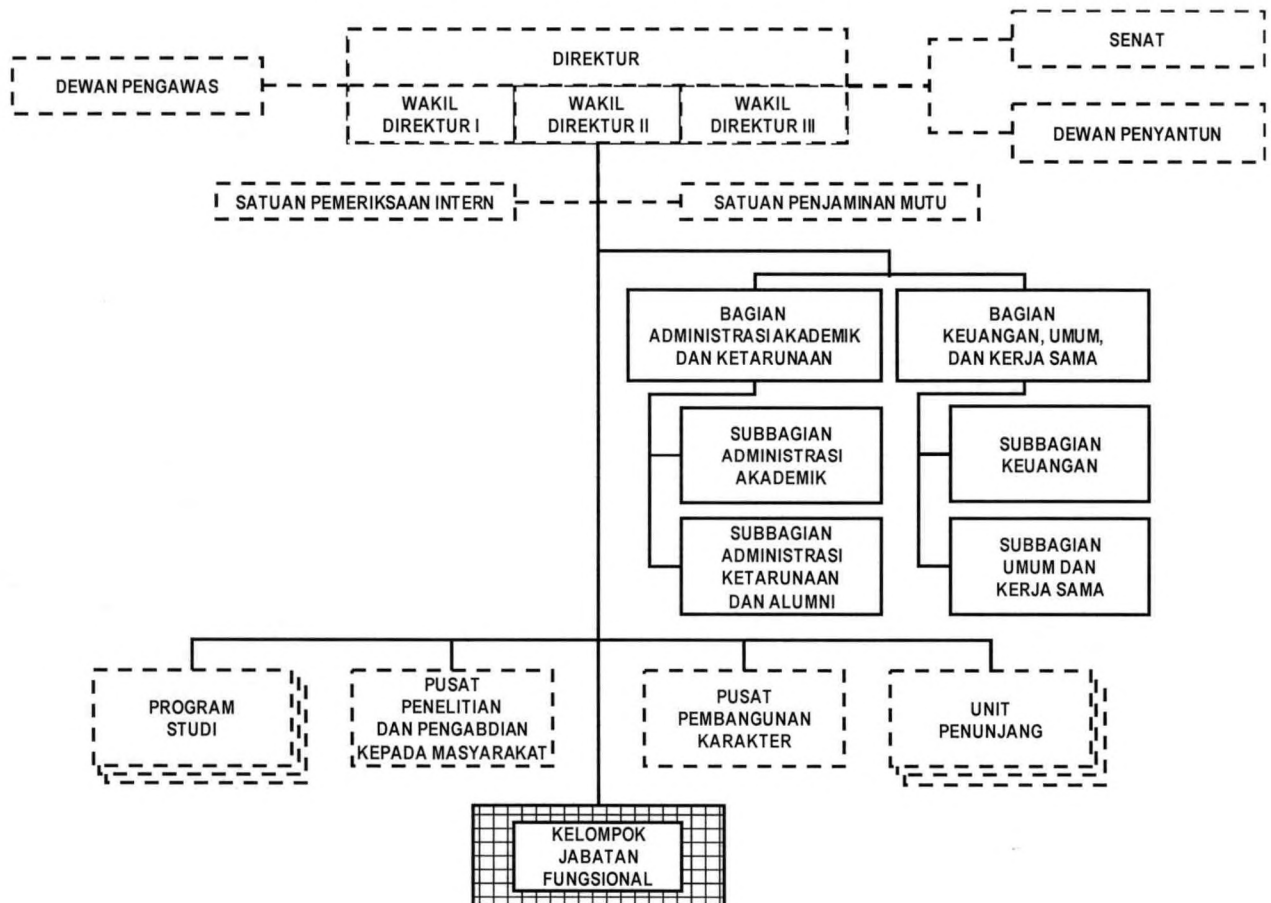 DIREKTUR
SENAT
DEWAN PENGAWAS
WAKIL
DIREKTUR I
WAKIL
DIREKTUR II
WAKIL
DIREKTUR III
DEWAN PENYANTUN
SATUAN PEMERIKSAAN INTERN
SATUAN PENJAMINAN MUTU
BAGIAN
ADMINISTRASI AKADEMIK
DAN KETARUNAAN
BAGIAN
KEUANGAN, UMUM,
DAN KERJA SAMA
SUBBAGIAN
ADMINISTRASI
AKADEMIK
SUBBAGIAN
KEUANGAN
SUBBAGIAN
ADMINISTRASI
KETARUNAAN
DAN ALUMNI
SUBBAGIAN
UMUM DAN
KERJA SAMA
PROGRAM
STUDI
PUSAT
PENELITIAN
DAN PENGABDIAN
KEPADA MASYARAKAT
PUSAT
PEMBANGUNAN
KARAKTER
UNIT
PENUNJANG
KELOMPOK
JABATAN
FUNGSIONAL